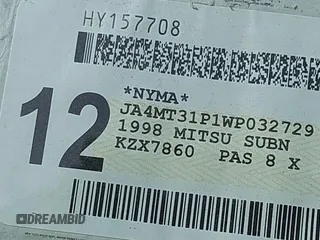 HY157708
12
*NYMA*
JA4MT31P1WP032729
1998 MITSU SUBN
KZX7860 PAS 8 X
DREAMBID